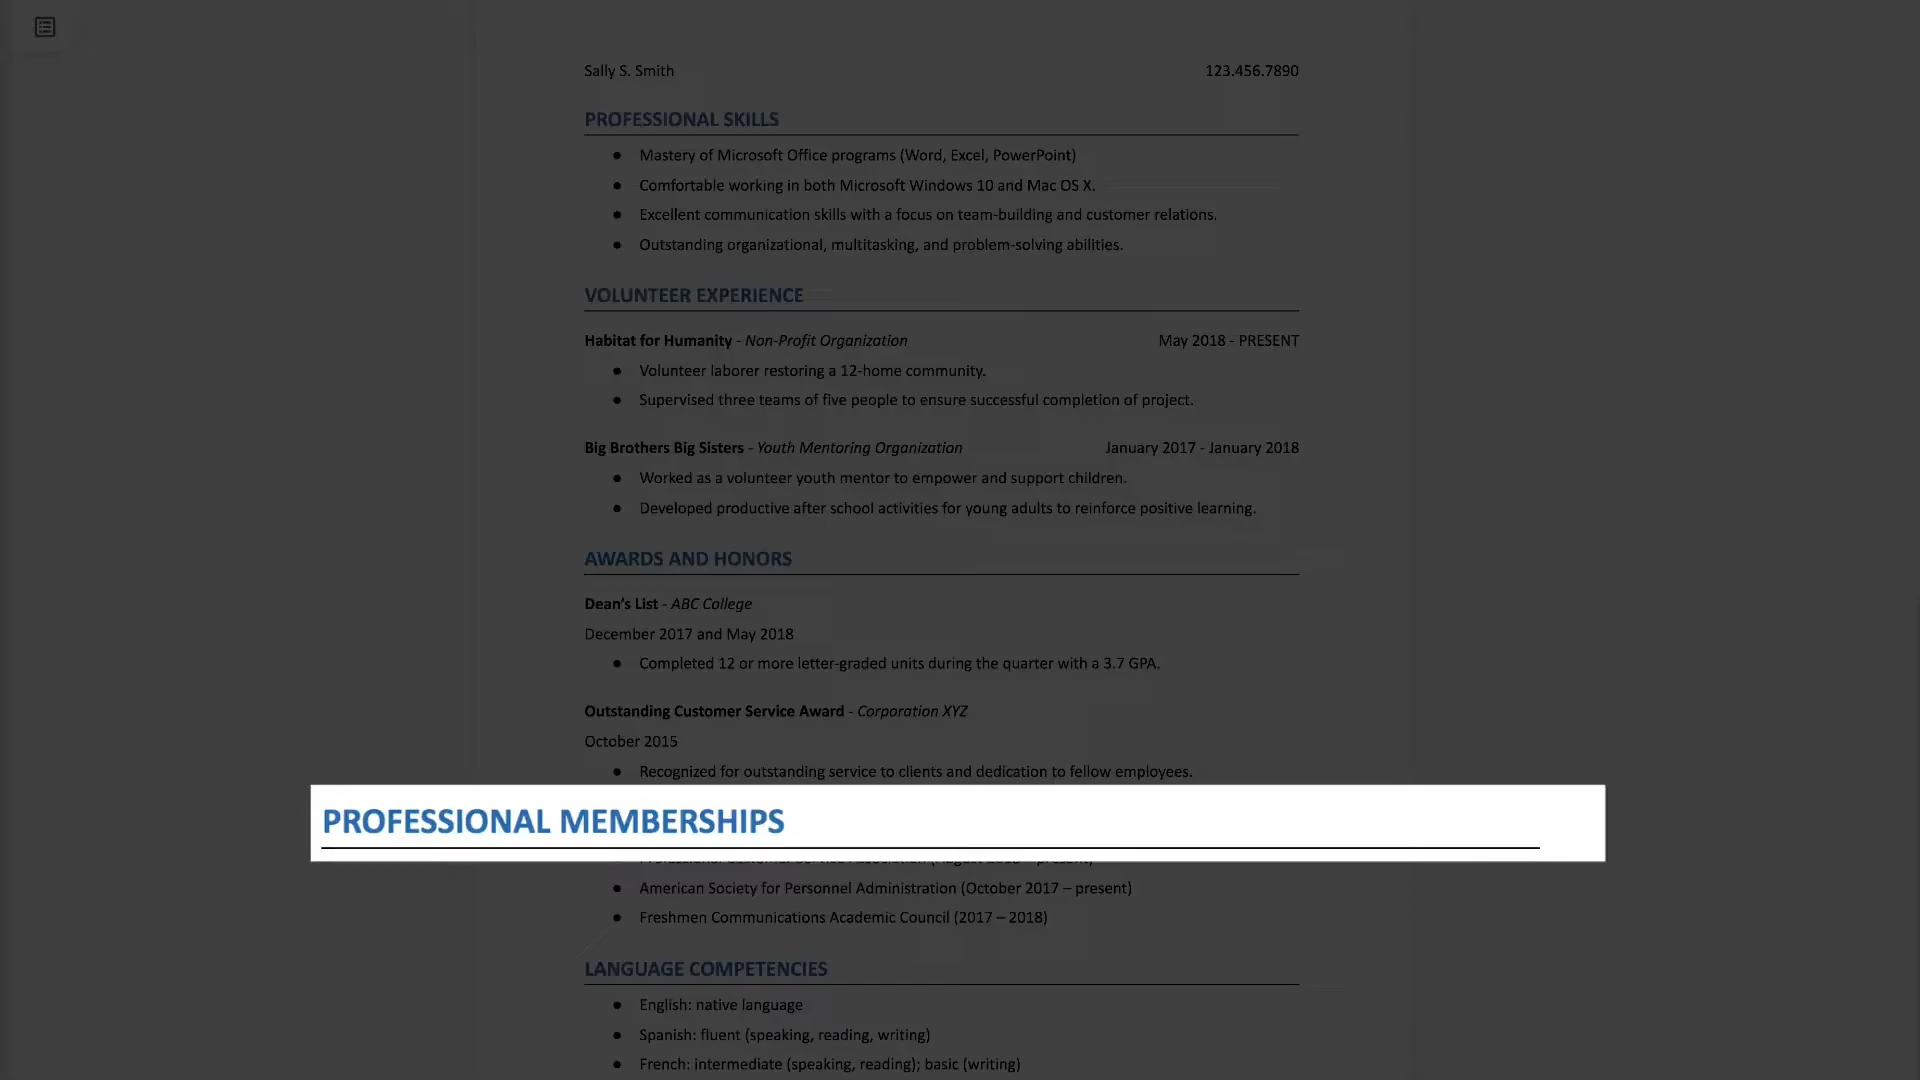 Sally S. Smith 123.456.7890
PROFESSIONAL SKILLS
● Mastery of Microsoft Office programs (Word, Excel, PowerPoint)
● Comfortable working in both Microsoft Windows 10 and Mac OS X.
● Excellent communication skills with a focus on team-building and customer relations.
● Outstanding organizational, multitasking, and problem-solving abilities.
VOLUNTEER EXPERIENCE
Habitat for Humanity - Non-Profit Organization May 2018 - PRESENT
● Volunteer laborer restoring a 12-home community.
● Supervised three teams of five people to ensure successful completion of project.
Big Brothers Big Sisters - Youth Mentoring Organization January 2017 - January 2018
● Worked as a volunteer youth mentor to empower and support children.
● Developed productive after school activities for young adults to reinforce positive learning.
AWARDS AND HONORS
Dean’s List - ABC College
December 2017 and May 2018
● Completed 12 or more letter-graded units during the quarter with a 3.7 GPA.
Outstanding Customer Service Award - Corporation XYZ
October 2015
● Recognized for outstanding service to clients and dedication to fellow employees.
PROFESSIONAL MEMBERSHIPS
● American Society for Personnel Administration (October 2017 – present)
● Freshmen Communications Academic Council (2017 – 2018)
LANGUAGE COMPETENCIES
● English: native language
● Spanish: fluent (speaking, reading, writing)
● French: intermediate (speaking, reading); basic (writing)